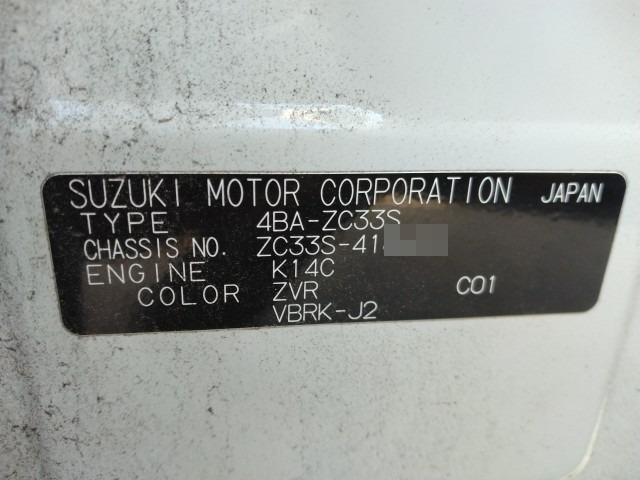 SUZUKI MOTOR CORPORATION JAPAN
TYPE 4BA-ZC33S
CHASSIS NO. ZC33S-41
ENGINE K14C
COLOR ZVR C01
VBRK-J2